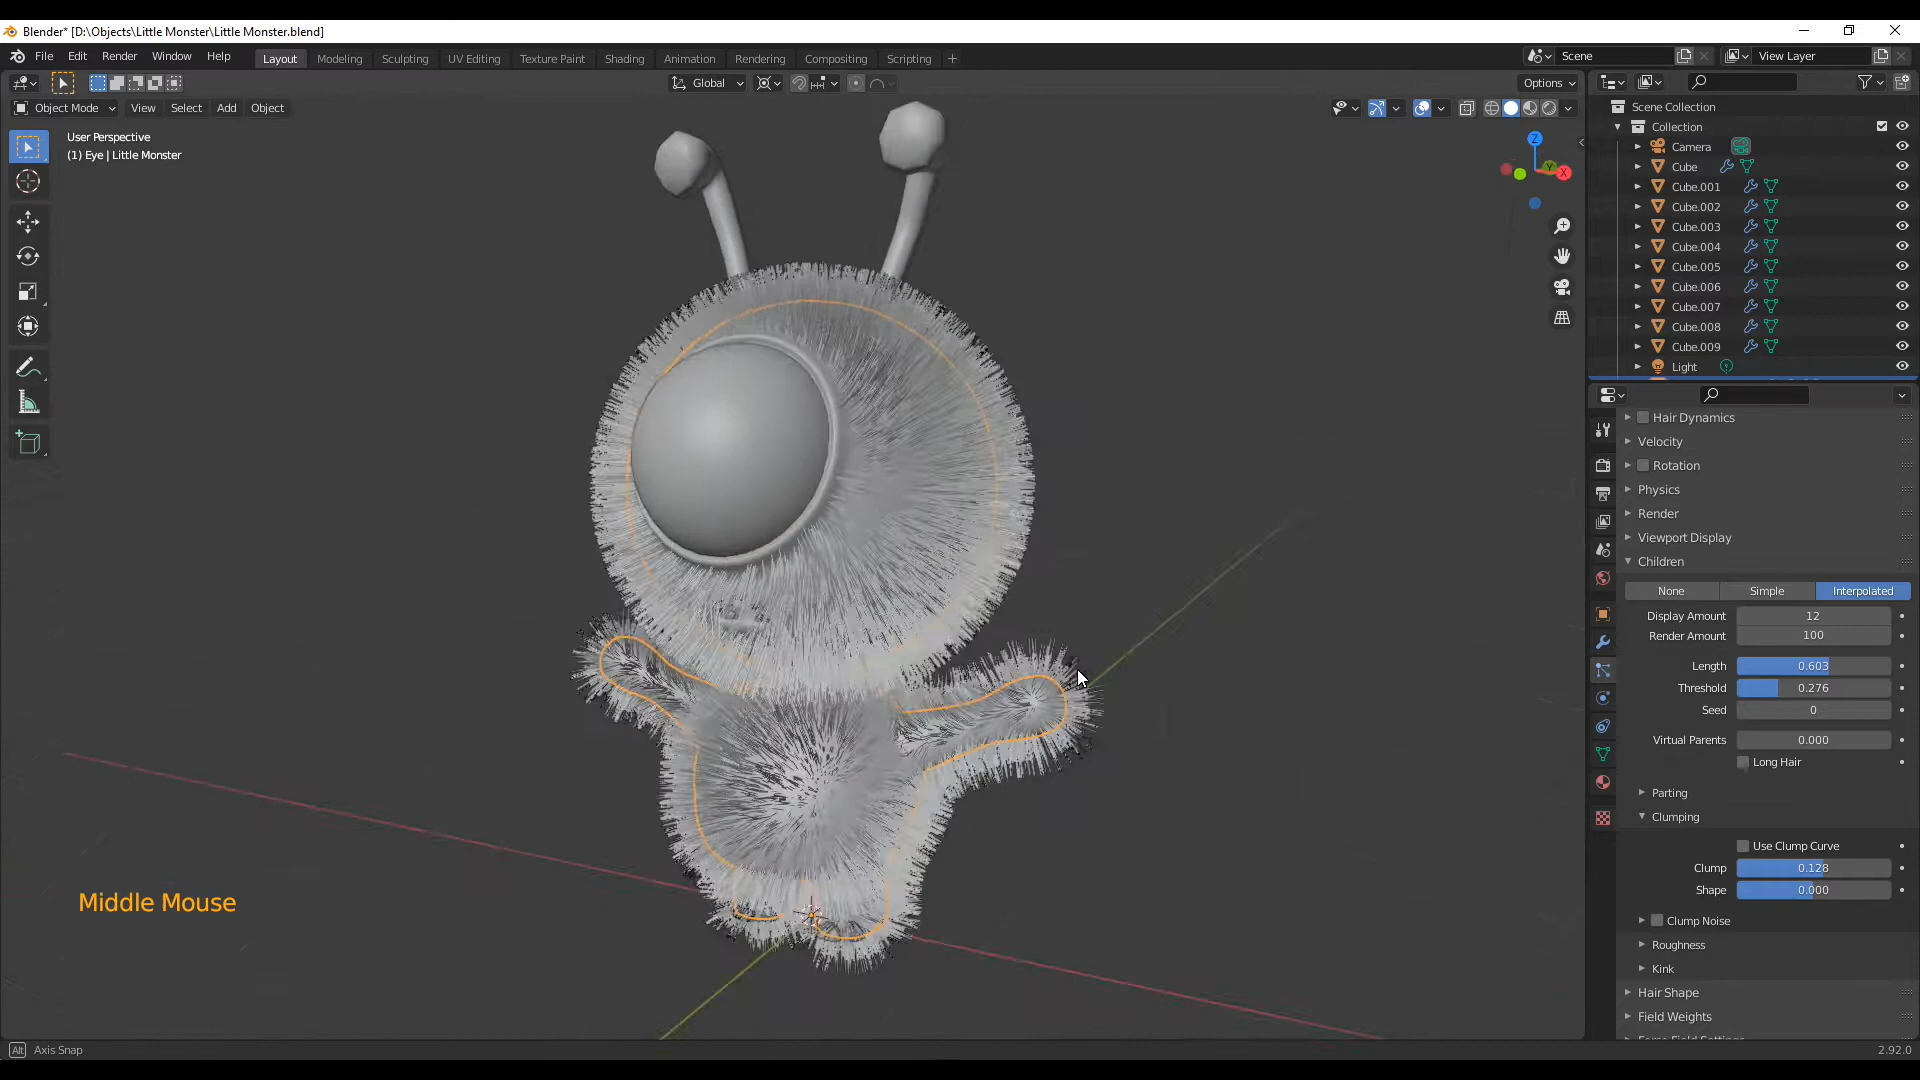 Blender* [D:\Objects\Little Monster\Little Monster.blend]
File Edit Render Window Help
Layout Modeling Sculpting UV Editing Texture Paint Shading Animation Rendering Compositing Scripting +
Scene
View Layer
Global
Options
Object Mode View Select Add Object
User Perspective
(1) Eye | Little Monster
Z
Y
X
Scene Collection
Collection
Camera
Cube
Cube.001
Cube.002
Cube.003
Cube.004
Cube.005
Cube.006
Cube.007
Cube.008
Cube.009
Light
Hair Dynamics
Velocity
Rotation
Physics
Render
Viewport Display
Children
None Simple Interpolated
Display Amount 12
Render Amount 100
Length 0.603
Threshold 0.276
Seed 0
Virtual Parents 0.000
Long Hair
Parting
Clumping
Use Clump Curve
Clump 0.128
Shape 0.000
Clump Noise
Roughness
Kink
Hair Shape
Field Weights
Middle Mouse
Alt Axis Snap
2.92.0